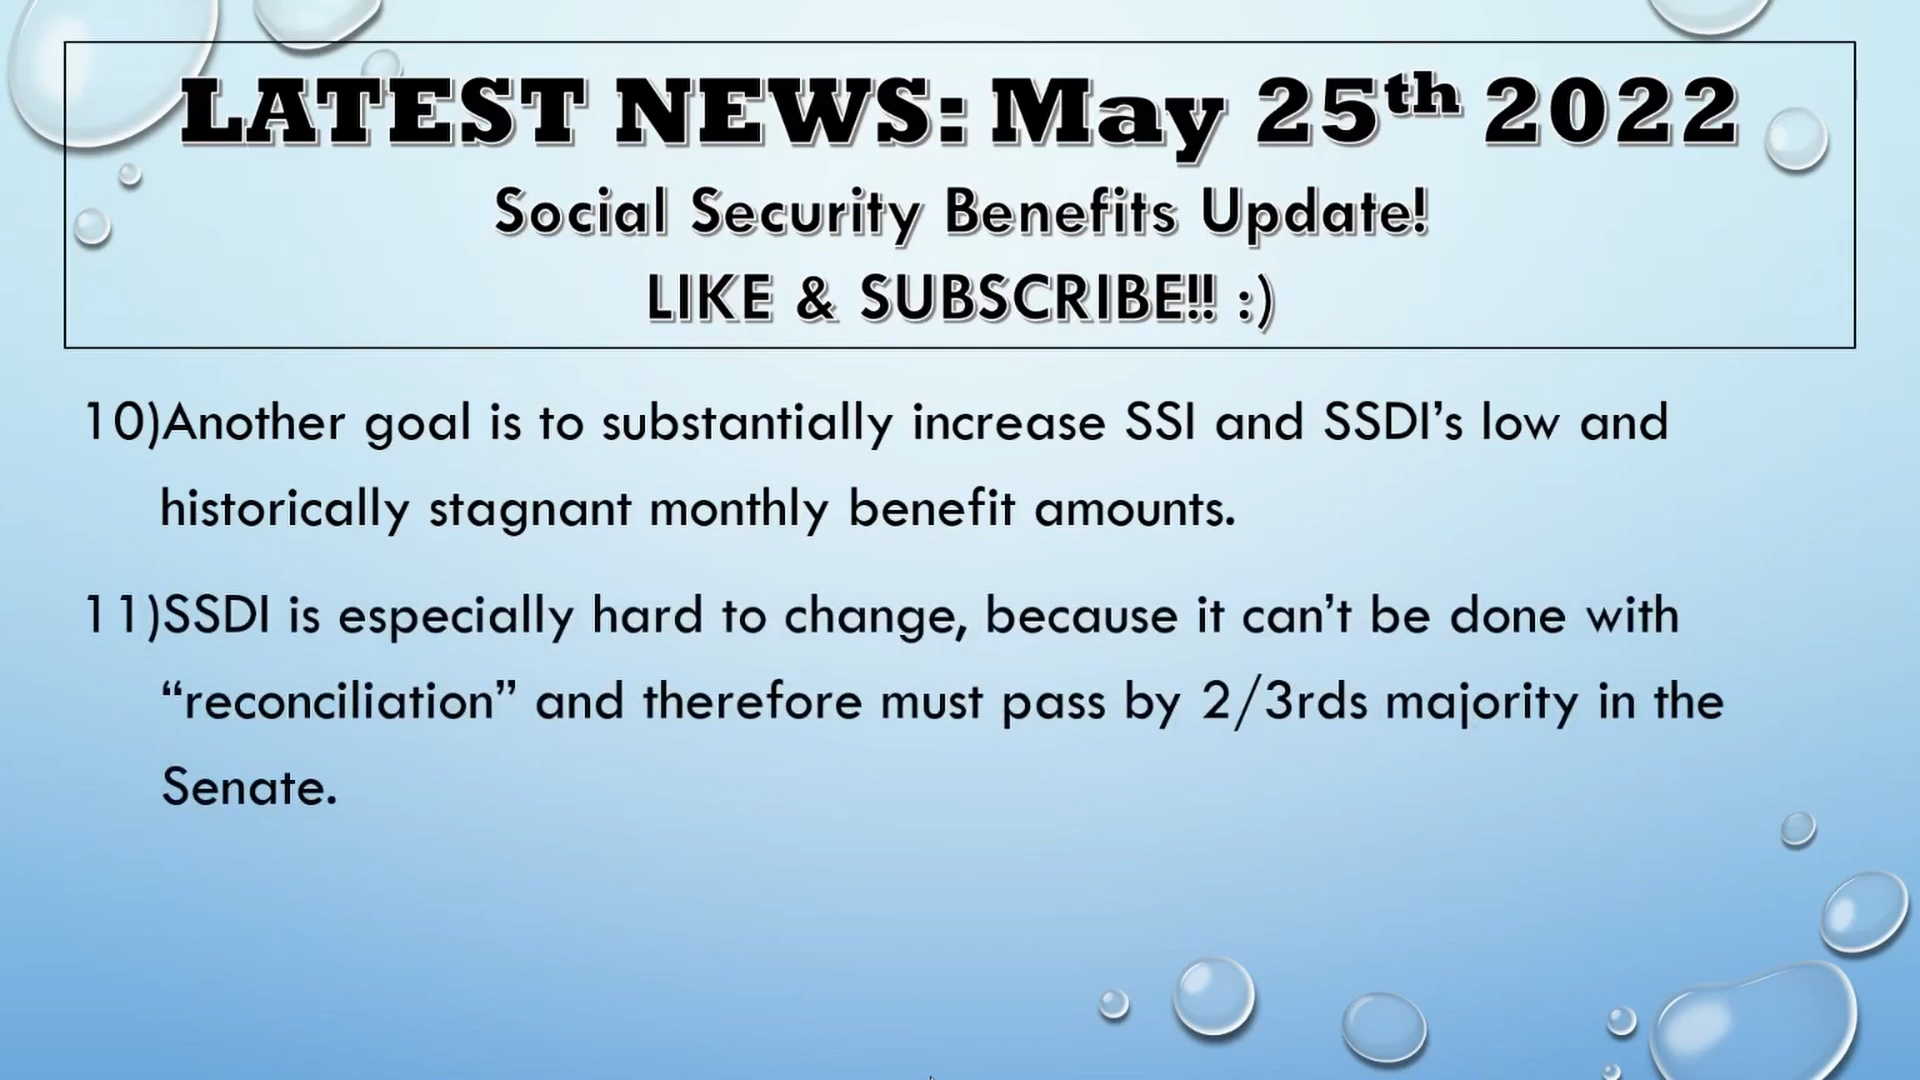 LATEST NEWS: May 25th 2022
Social Security Benefits Update!
LIKE & SUBSCRIBE!! :)
10)Another goal is to substantially increase SSI and SSDI’s low and
historically stagnant monthly benefit amounts.
11)SSDI is especially hard to change, because it can’t be done with
“reconciliation” and therefore must pass by 2/3rds majority in the
Senate.